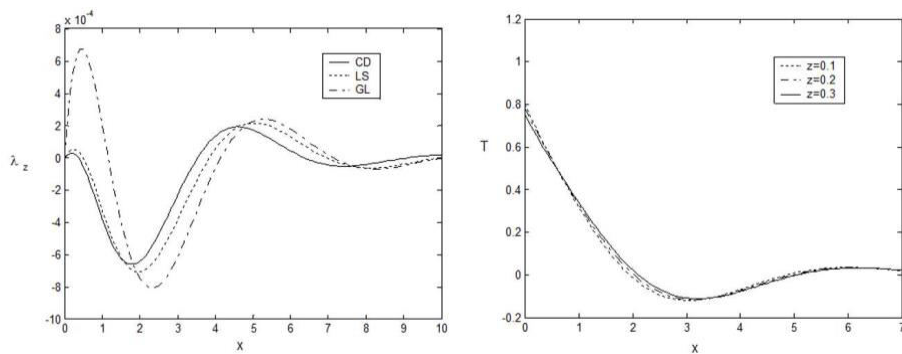 x 10⁻⁴
8
6
4
2
0
-2
-4
-6
-8
-10
λ z
CD
LS
GL
0 1 2 3 4 5 6 7 8 9 10
x
1.2
1
0.8
0.6
0.4
0.2
0
-0.2
T
z=0.1
z=0.2
z=0.3
0 1 2 3 4 5 6 7
x